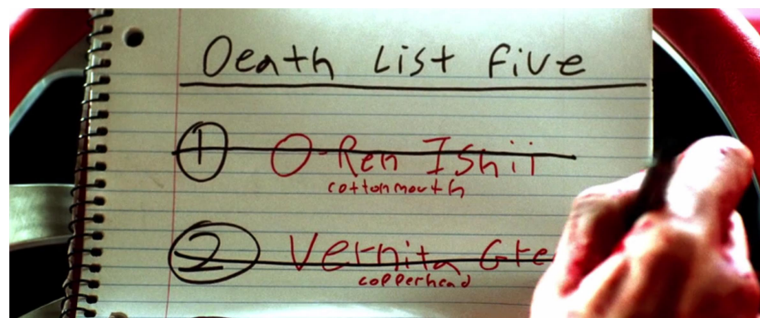 Death List Five
1 O-Ren Ishii
cottonmouth
2 Vernita Gre
copperhead